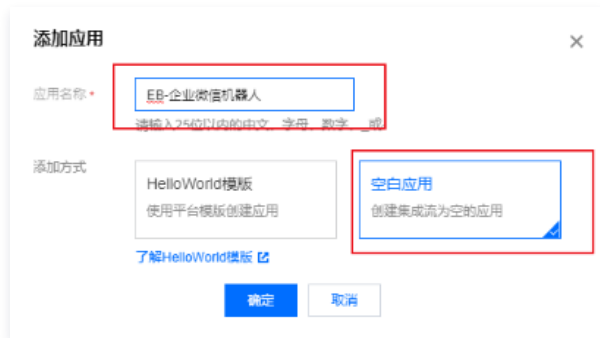 添加应用
应用名称 *
EB-企业微信机器人
请输入25位以内的中文、字母、数字、_或-
添加方式
HelloWorld模版
使用平台模版创建应用
空白应用
创建集成流为空的应用
了解HelloWorld模版
确定
取消